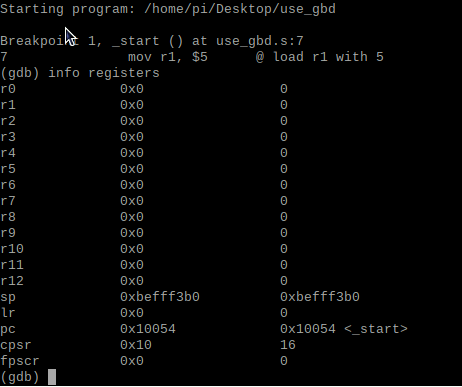 Starting program: /home/pi/Desktop/use_gbd
Breakpoint 1, _start () at use_gbd.s:7
7 mov r1, $5 @ load r1 with 5
(gdb) info registers
r0 0x0 0
r1 0x0 0
r2 0x0 0
r3 0x0 0
r4 0x0 0
r5 0x0 0
r6 0x0 0
r7 0x0 0
r8 0x0 0
r9 0x0 0
r10 0x0 0
r11 0x0 0
r12 0x0 0
sp 0xbefff3b0 0xbefff3b0
lr 0x0 0
pc 0x10054 0x10054 <_start>
cpsr 0x10 16
fpscr 0x0 0
(gdb)